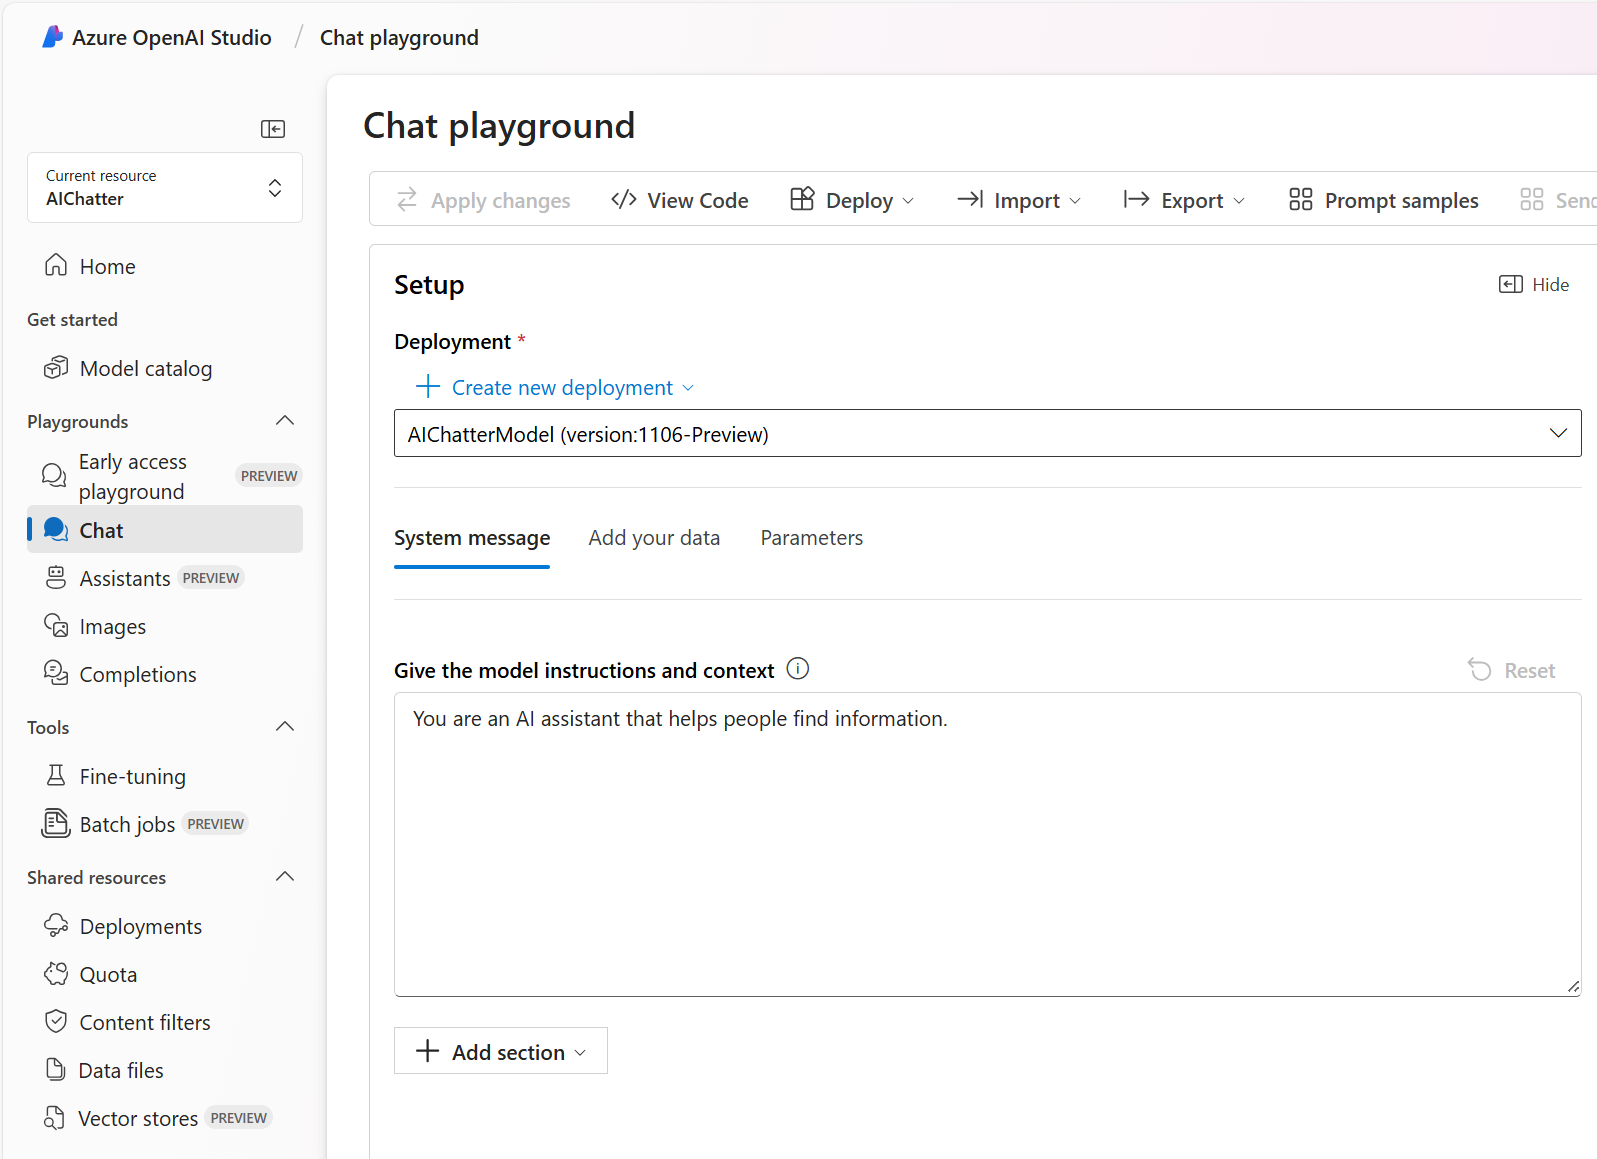 Azure OpenAI Studio / Chat playground
Current resource
AIChatter
Home
Get started
Model catalog
Playgrounds
Early access
playground PREVIEW
Chat
Assistants PREVIEW
Images
Completions
Tools
Fine-tuning
Batch jobs PREVIEW
Shared resources
Deployments
Quota
Content filters
Data files
Vector stores PREVIEW
Chat playground
Apply changes </> View Code Deploy Import Export Prompt samples
Setup Hide
Deployment *
Create new deployment
AIChatterModel (version:1106-Preview)
System message Add your data Parameters
Give the model instructions and context Reset
You are an AI assistant that helps people find information.
Add section